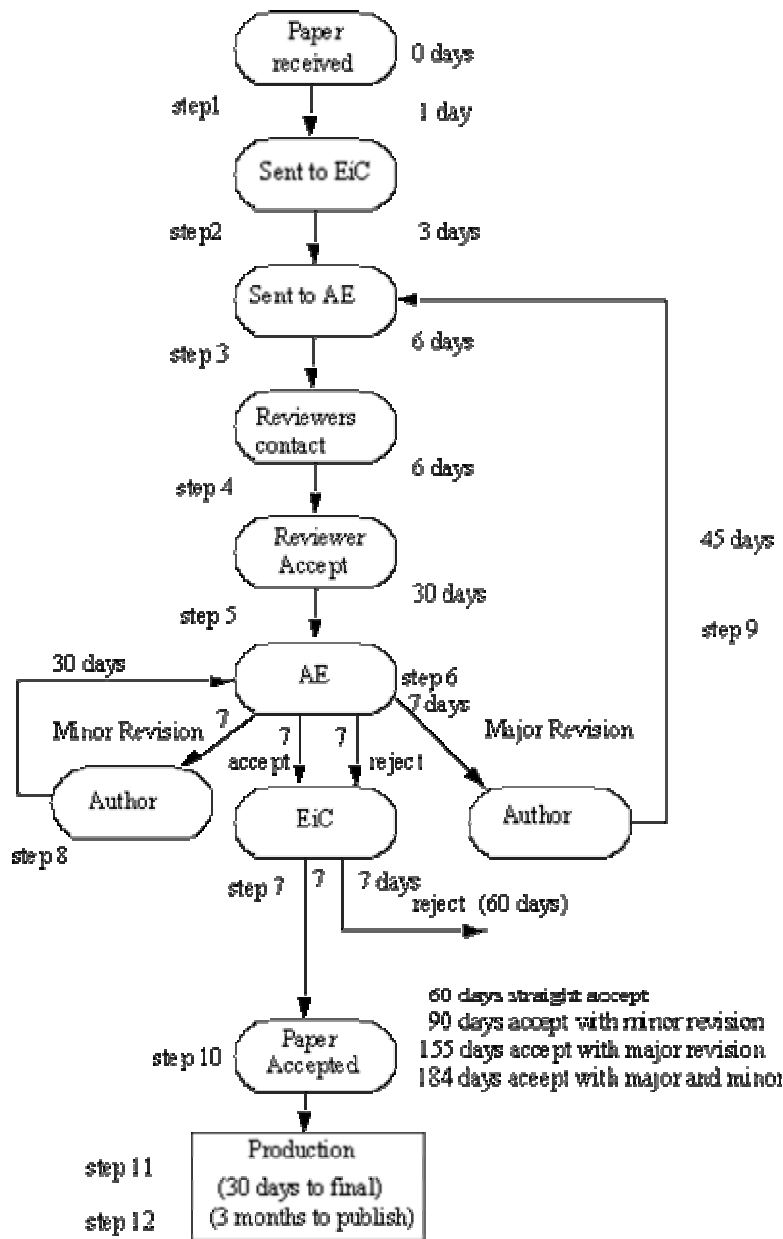 Paper
received
0 days
step1
1 day
Sent to EiC
step2
3 days
Sent to AE
6 days
step 3
Reviewers
contact
6 days
step 4
Reviewer
Accept
45 days
30 days
step 5
step 9
30 days
AE
step 6
7 days
Minor Revision
7
7
7
Major Revision
accept
reject
Author
EiC
Author
step 8
step 7
7
7 days
reject (60 days)
60 days straight accept
90 days accept with minor revision
155 days accept with major revision
184 days aceept with major and minor
step 10
Paper
Accepted
Production
step 11
(30 days to final)
step 12
(3 months to publish)